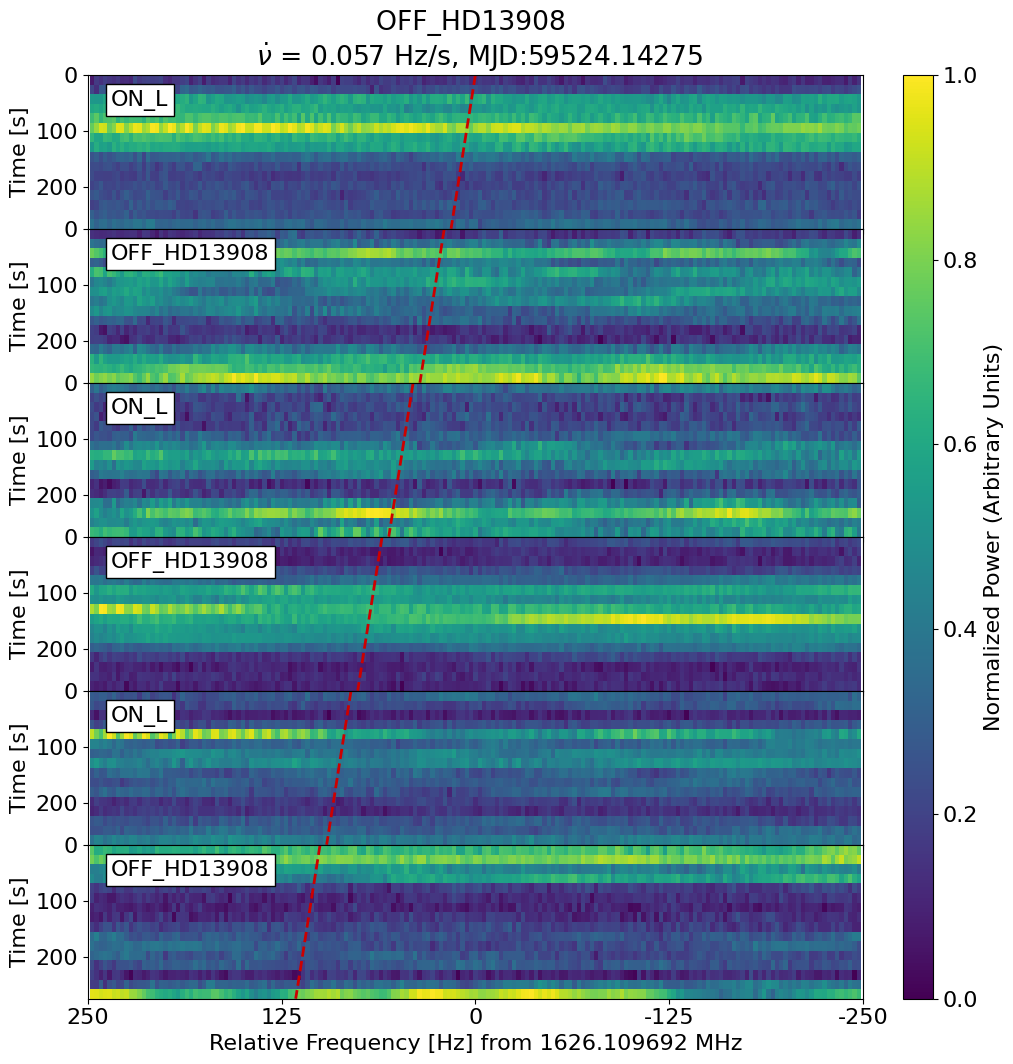 OFF_HD13908
ν̇ = 0.057 Hz/s, MJD:59524.14275
0
ON_L
100
Time [s]
200
0
OFF_HD13908
100
Time [s]
200
0
ON_L
100
Time [s]
200
0
OFF_HD13908
100
Time [s]
200
0
ON_L
100
Time [s]
200
0
OFF_HD13908
100
Time [s]
200
250 125 0 -125 -250
Relative Frequency [Hz] from 1626.109692 MHz
1.0
0.8
0.6
0.4
0.2
0.0
Normalized Power (Arbitrary Units)